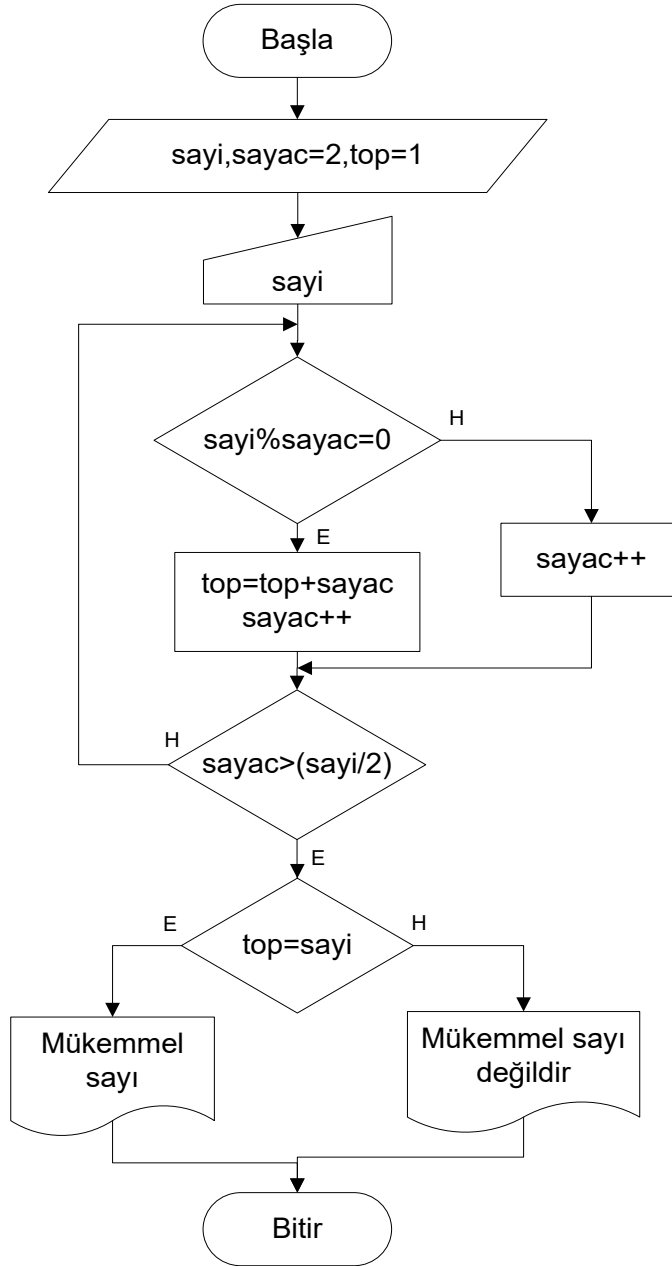 Başla
sayi,sayac=2,top=1
sayi
sayi%sayac=0
H
E
top=top+sayac
sayac++
sayac++
H
sayac>(sayi/2)
E
E
top=sayi
H
Mükemmel
sayı
Mükemmel sayı
değildir
Bitir